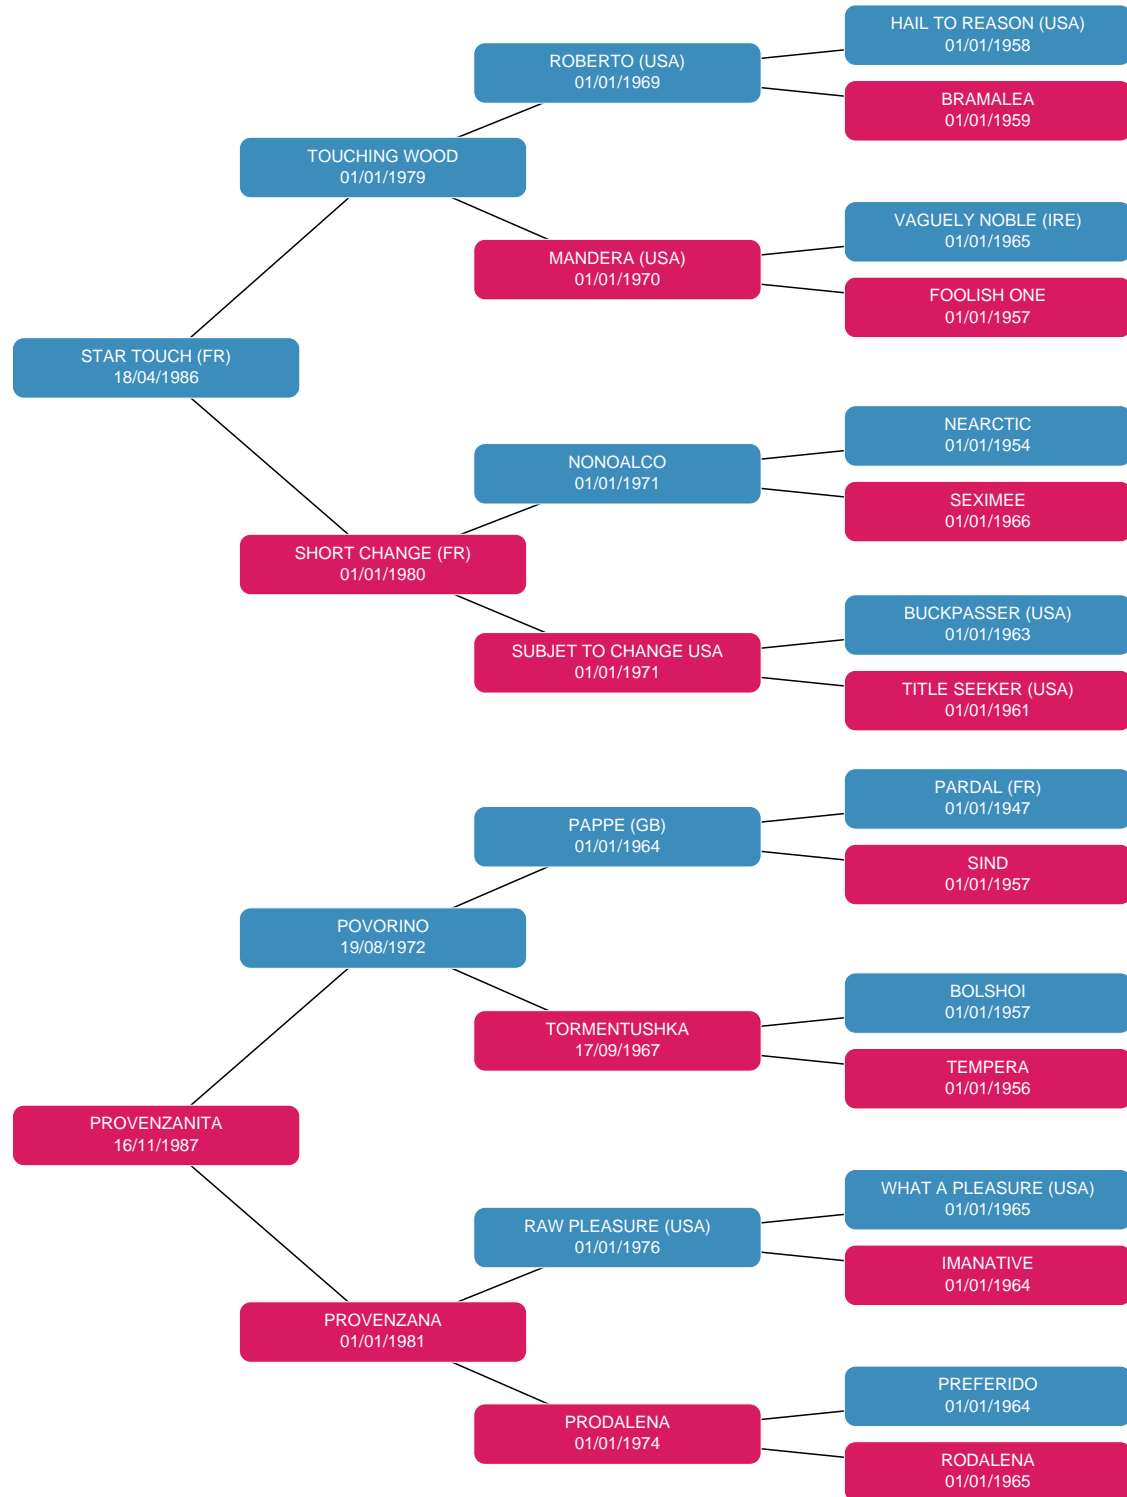 HAIL TO REASON (USA)
01/01/1958
ROBERTO (USA)
01/01/1969
BRAMALEA
01/01/1959
TOUCHING WOOD
01/01/1979
VAGUELY NOBLE (IRE)
01/01/1965
MANDERA (USA)
01/01/1970
FOOLISH ONE
01/01/1957
STAR TOUCH (FR)
18/04/1986
NEARCTIC
01/01/1954
NONOALCO
01/01/1971
SEXIMEE
01/01/1966
SHORT CHANGE (FR)
01/01/1980
BUCKPASSER (USA)
01/01/1963
SUBJET TO CHANGE USA
01/01/1971
TITLE SEEKER (USA)
01/01/1961
PARDAL (FR)
01/01/1947
PAPPE (GB)
01/01/1964
SIND
01/01/1957
POVORINO
19/08/1972
BOLSHOI
01/01/1957
TORMENTUSHKA
17/09/1967
TEMPERA
01/01/1956
PROVENZANITA
16/11/1987
WHAT A PLEASURE (USA)
01/01/1965
RAW PLEASURE (USA)
01/01/1976
IMANATIVE
01/01/1964
PROVENZANA
01/01/1981
PREFERIDO
01/01/1964
PRODALENA
01/01/1974
RODALENA
01/01/1965